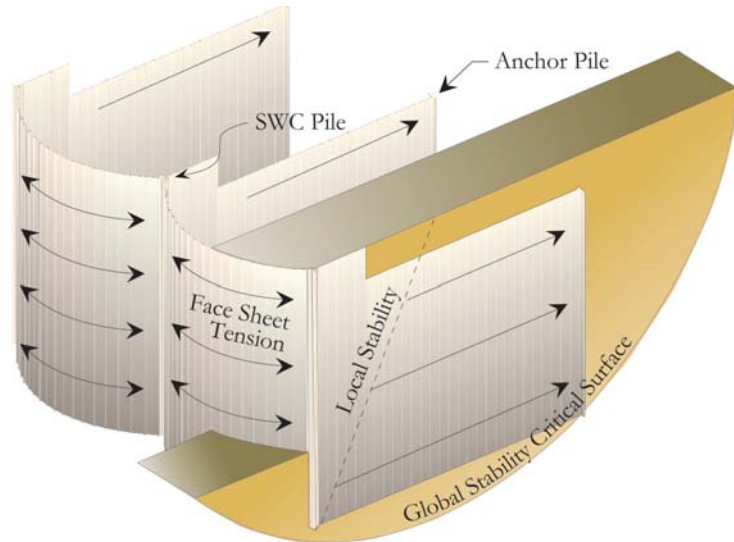 Anchor Pile
SWC Pile
Face Sheet
Tension
Local Stability
Global Stability Critical Surface